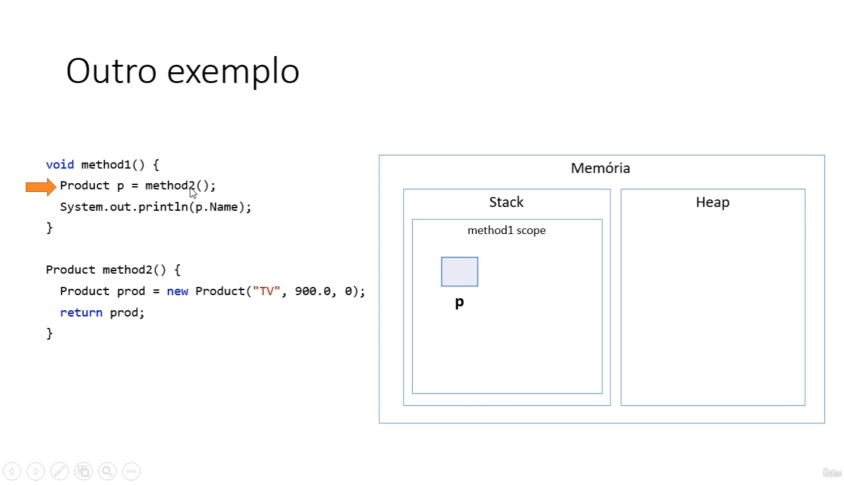 Outro exemplo
void method1() {
Product p = method2();
System.out.println(p.Name);
}
Product method2() {
Product prod = new Product("TV", 900.0, 0);
return prod;
}
Memória
Stack
Heap
method1 scope
p